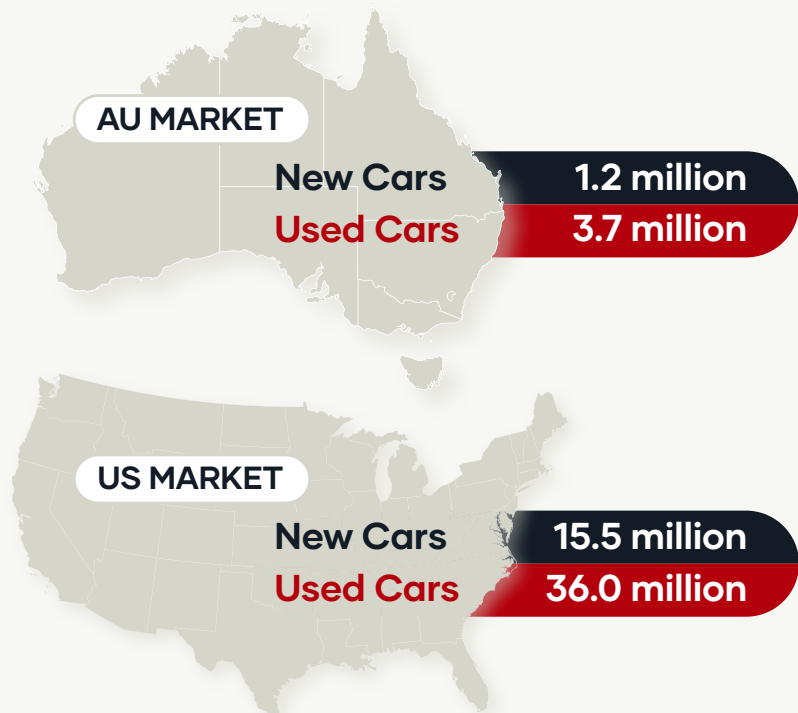 AU MARKET
New Cars 1.2 million
Used Cars 3.7 million
US MARKET
New Cars 15.5 million
Used Cars 36.0 million